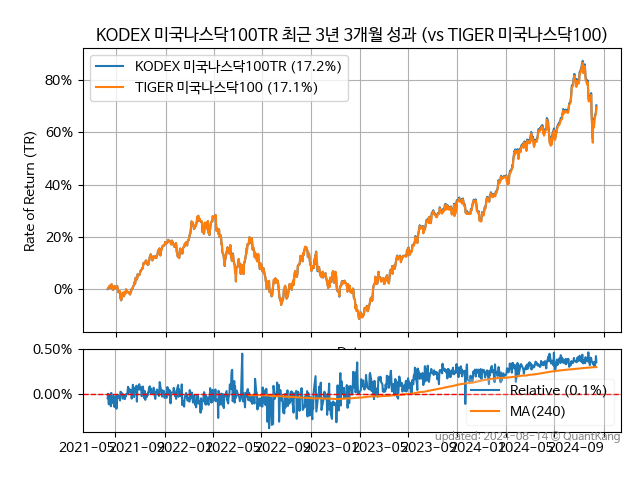 KODEX 미국나스닥100TR 최근 3년 3개월 성과 (vs TIGER 미국나스닥100)
KODEX 미국나스닥100TR (17.2%)
TIGER 미국나스닥100 (17.1%)
Rate of Return (TR)
80%
60%
40%
20%
0%
0.50%
0.00%
Relative (0.1%)
MA(240)
2021-05 2021-09 2022-01 2022-05 2022-09 2023-01 2023-05 2023-09 2024-01 2024-05 2024-09
updated: 2024-08-14 © QuantKang